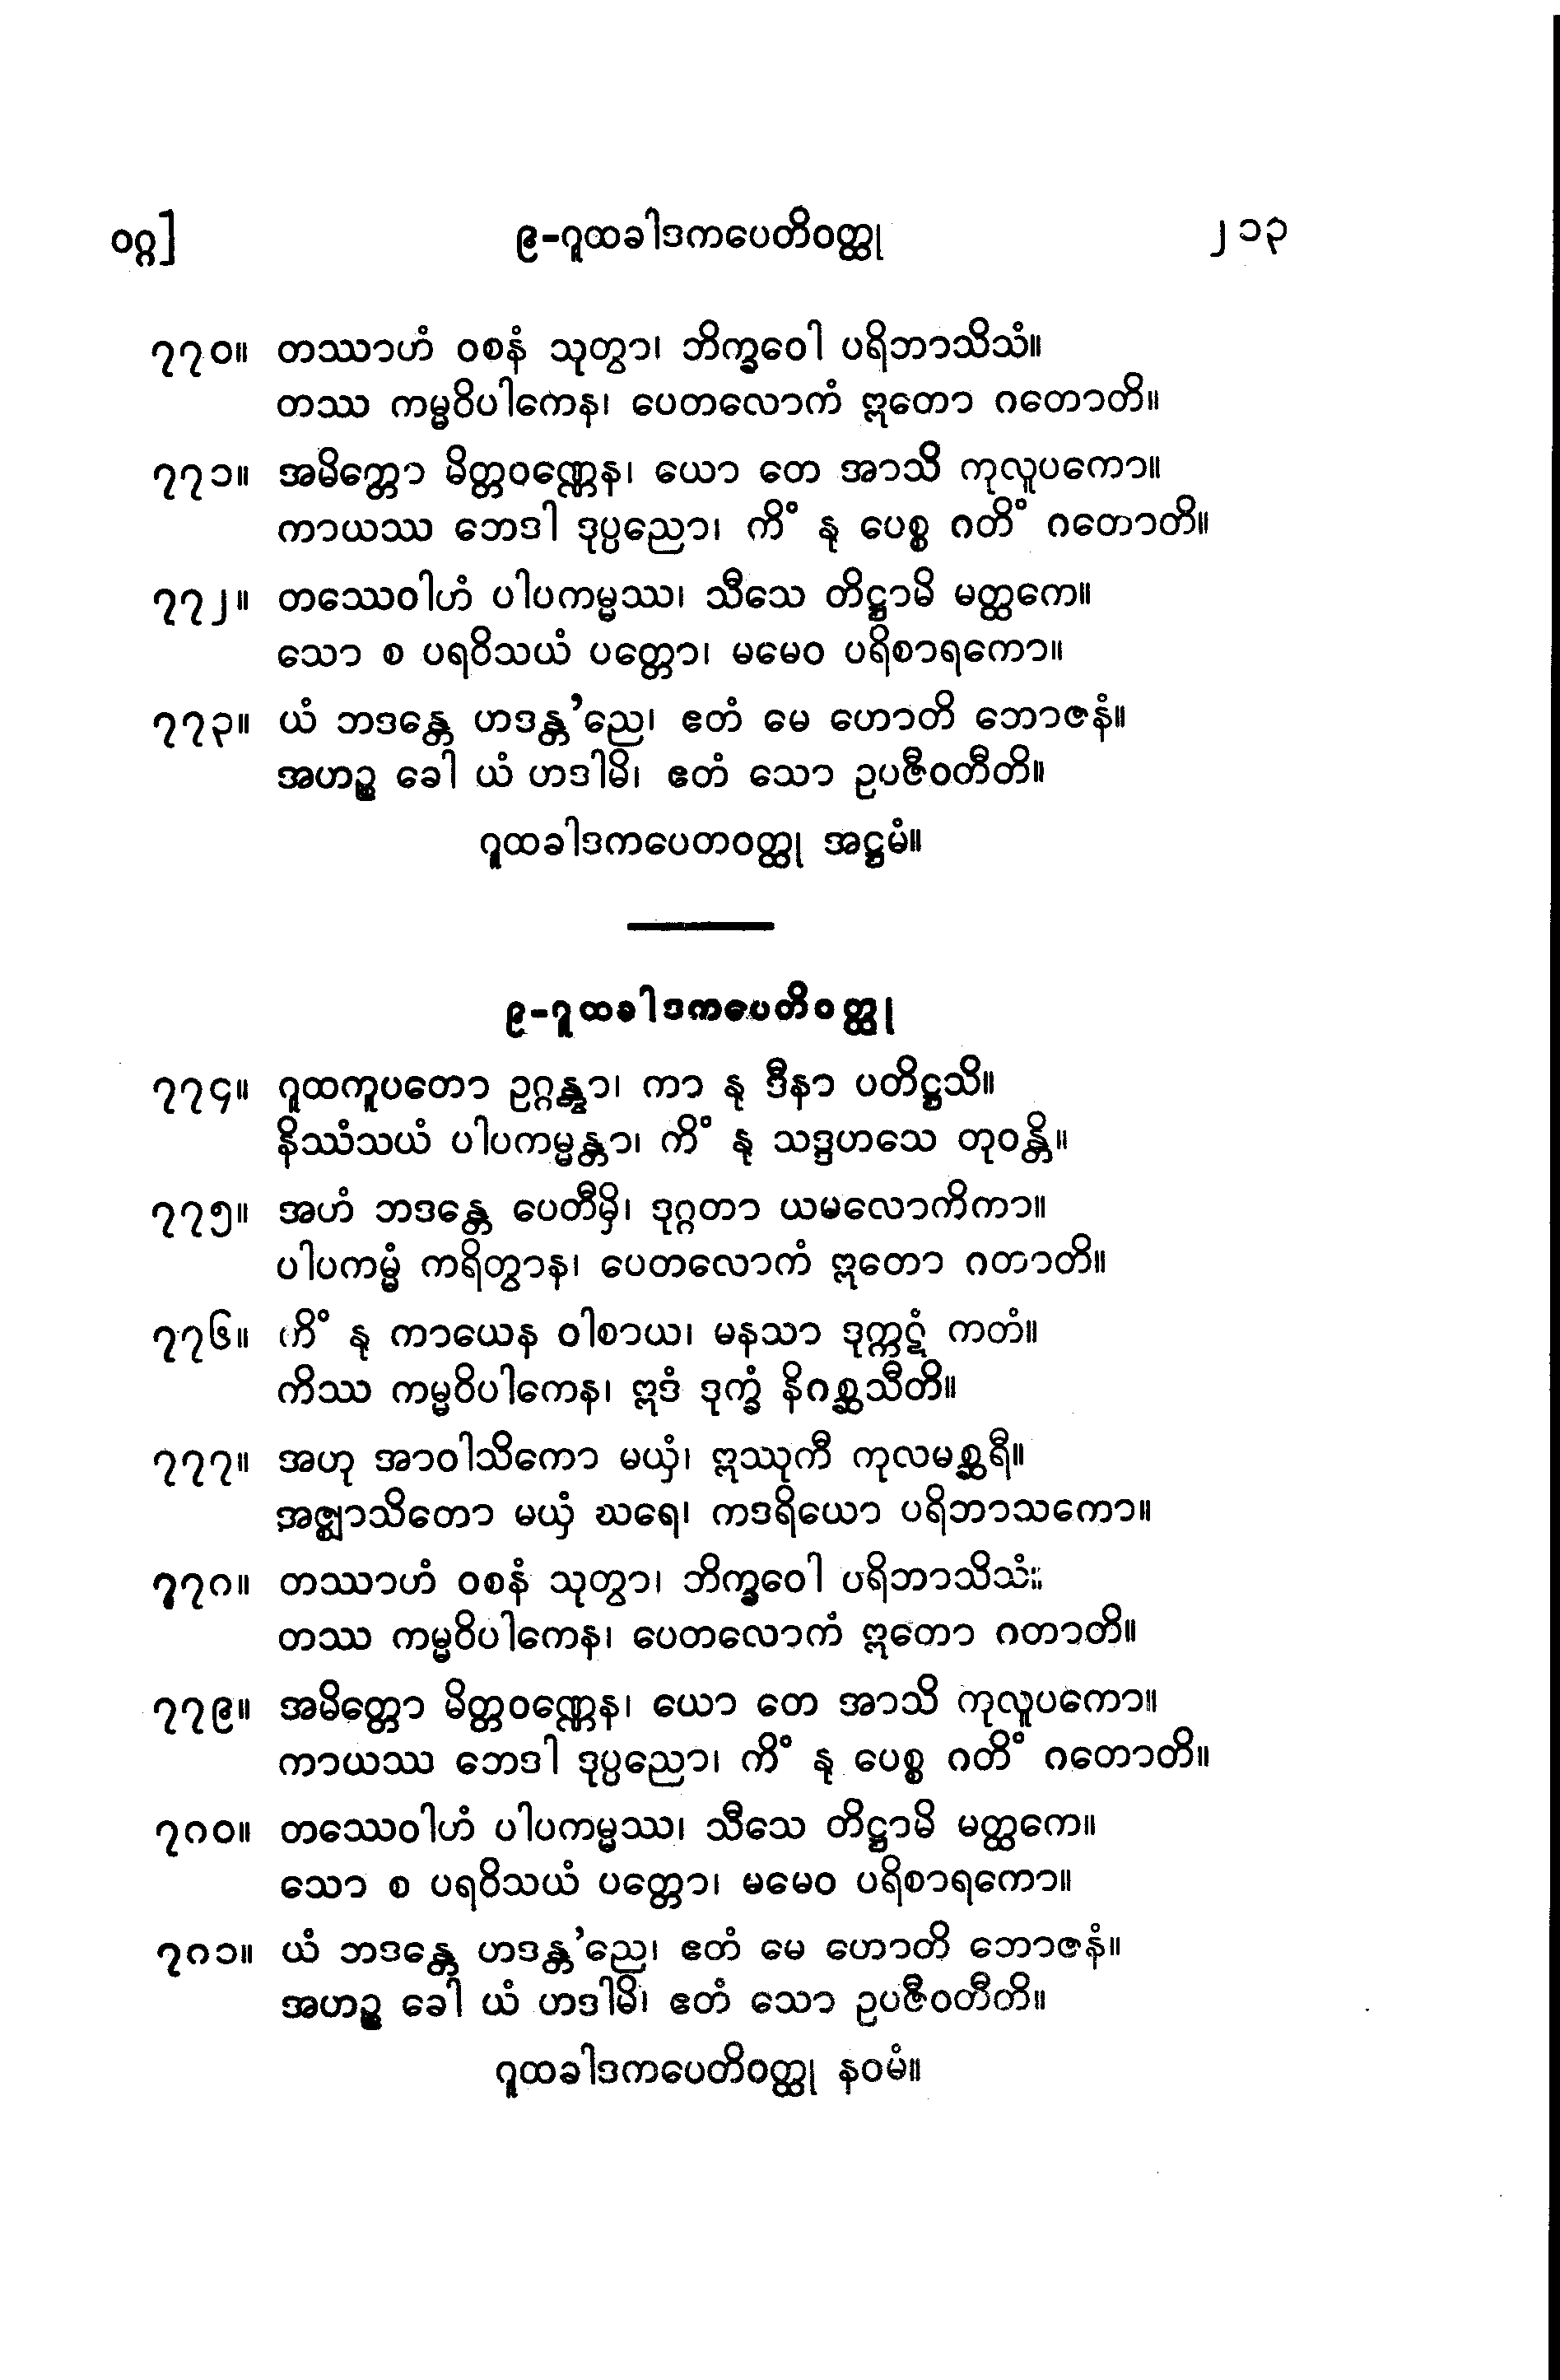 ဝဂ္ဂ] ၉-ဂူထခါဒကပေတိဝတ္ထု ၂၁၃
၇၇၀။ တဿာဟံ ဝစနံ သုတွာ၊ ဘိက္ခဝေါ ပရိဘာသိသံ။
တဿ ကမ္မဝိပါကေန၊ ပေတလောကံ ဣတော ဂတောတိ။
၇၇၁။ အမိတ္တော မိတ္တဝဏ္ဏေန၊ ယော တေ အာသိ ကုလူပကော။
ကာယဿ ဘေဒါ ဒုပ္ပညော၊ ကိံ နု ပေစ္စ ဂတိံ ဂတောတိ။
၇၇၂။ တဿေဝါဟံ ပါပကမ္မဿ၊ သီသေ တိဋ္ဌာမိ မတ္ထကေ။
သော စ ပရဝိသယံ ပတ္တော၊ မမေဝ ပရိစာရကော။
၇၇၃။ ယံ ဘဒန္တေ ဟဒန္တ’ညေ၊ ဧတံ မေ ဟောတိ ဘောဇနံ။
အဟဉ္စ ခေါ ယံ ဟဒါမိ၊ ဧတံ သော ဥပဇီဝတီတိ။
ဂူထခါဒကပေတဝတ္ထု အဋ္ဌမံ။
၉-ဂူထခါဒကပေတိဝတ္ထု
၇၇၄။ ဂူထကူပတော ဥဂ္ဂန္တွာ၊ ကာ နု ဒီနာ ပတိဋ္ဌသိ။
နိဿံသယံ ပါပကမ္မန္တာ၊ ကိံ နု သဒ္ဒဟသေ တုဝန္တိ။
၇၇၅။ အဟံ ဘဒန္တေ ပေတီမှိ၊ ဒုဂ္ဂတာ ယမလောကိကာ။
ပါပကမ္မံ ကရိတွာန၊ ပေတလောကံ ဣတော ဂတာတိ။
၇၇၆။ ကိံ နု ကာယေန ဝါစာယ၊ မနသာ ဒုက္ကဋံ ကတံ။
ကိဿ ကမ္မဝိပါကေန၊ ဣဒံ ဒုက္ခံ နိဂစ္ဆသီတိ။
၇၇၇။ အဟု အာဝါသိကော မယှံ၊ ဣဿုကီ ကုလမစ္ဆရီ။
အဇ္ဈာသိတော မယှံ ဃရေ၊ ကဒရိယော ပရိဘာသကော။
၇၇၈။ တဿာဟံ ဝစနံ သုတွာ၊ ဘိက္ခဝေါ ပရိဘာသိသံ။
တဿ ကမ္မဝိပါကေန၊ ပေတလောကံ ဣတော ဂတာတိ။
၇၇၉။ အမိတ္တော မိတ္တဝဏ္ဏေန၊ ယော တေ အာသိ ကုလူပကော။
ကာယဿ ဘေဒါ ဒုပ္ပညော၊ ကိံ နု ပေစ္စ ဂတိံ ဂတောတိ။
၇၈၀။ တဿေဝါဟံ ပါပကမ္မဿ၊ သီသေ တိဋ္ဌာမိ မတ္ထကေ။
သော စ ပရဝိသယံ ပတ္တော၊ မမေဝ ပရိစာရကော။
၇၈၁။ ယံ ဘဒန္တေ ဟဒန္တ’ညေ၊ ဧတံ မေ ဟောတိ ဘောဇနံ။
အဟဉ္စ ခေါ ယံ ဟဒါမိ၊ ဧတံ သော ဥပဇီဝတီတိ။
ဂူထခါဒကပေတိဝတ္ထု နဝမံ။